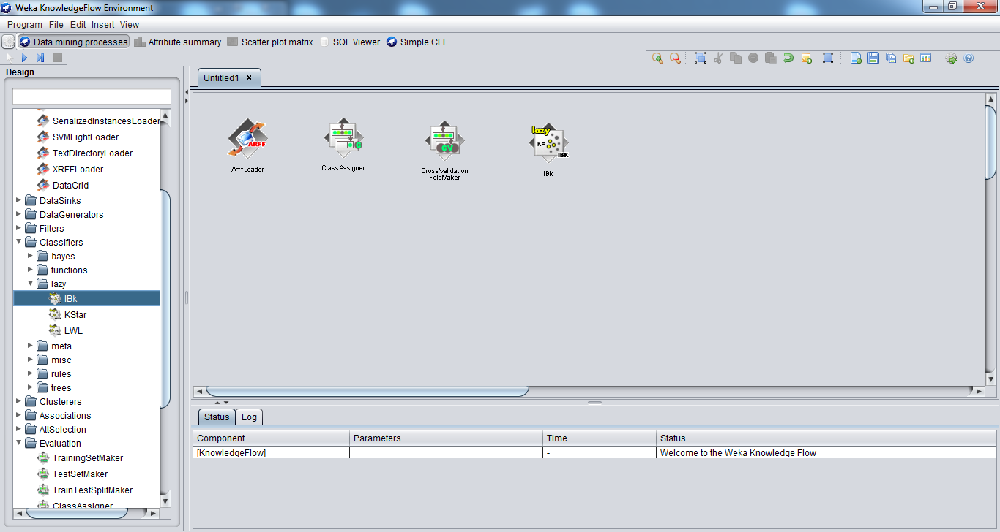 Weka KnowledgeFlow Environment
Program File Edit Insert View
Data mining processes Attribute summary Scatter plot matrix SQL Viewer Simple CLI
Design
Untitled1
SerializedInstancesLoader
SVMLightLoader
TextDirectoryLoader
XRFFLoader
DataGrid
DataSinks
DataGenerators
Filters
Classifiers
bayes
functions
lazy
IBk
KStar
LWL
meta
misc
rules
trees
Clusterers
Associations
AttSelection
Evaluation
TrainingSetMaker
TestSetMaker
TrainTestSplitMaker
ClassAssigner
ARFF
ArffLoader
C
ClassAssigner
CV
CrossValidation
FoldMaker
lazy
K=
IBK
IBk
Status Log
Component Parameters Time Status
[KnowledgeFlow] - Welcome to the Weka Knowledge Flow